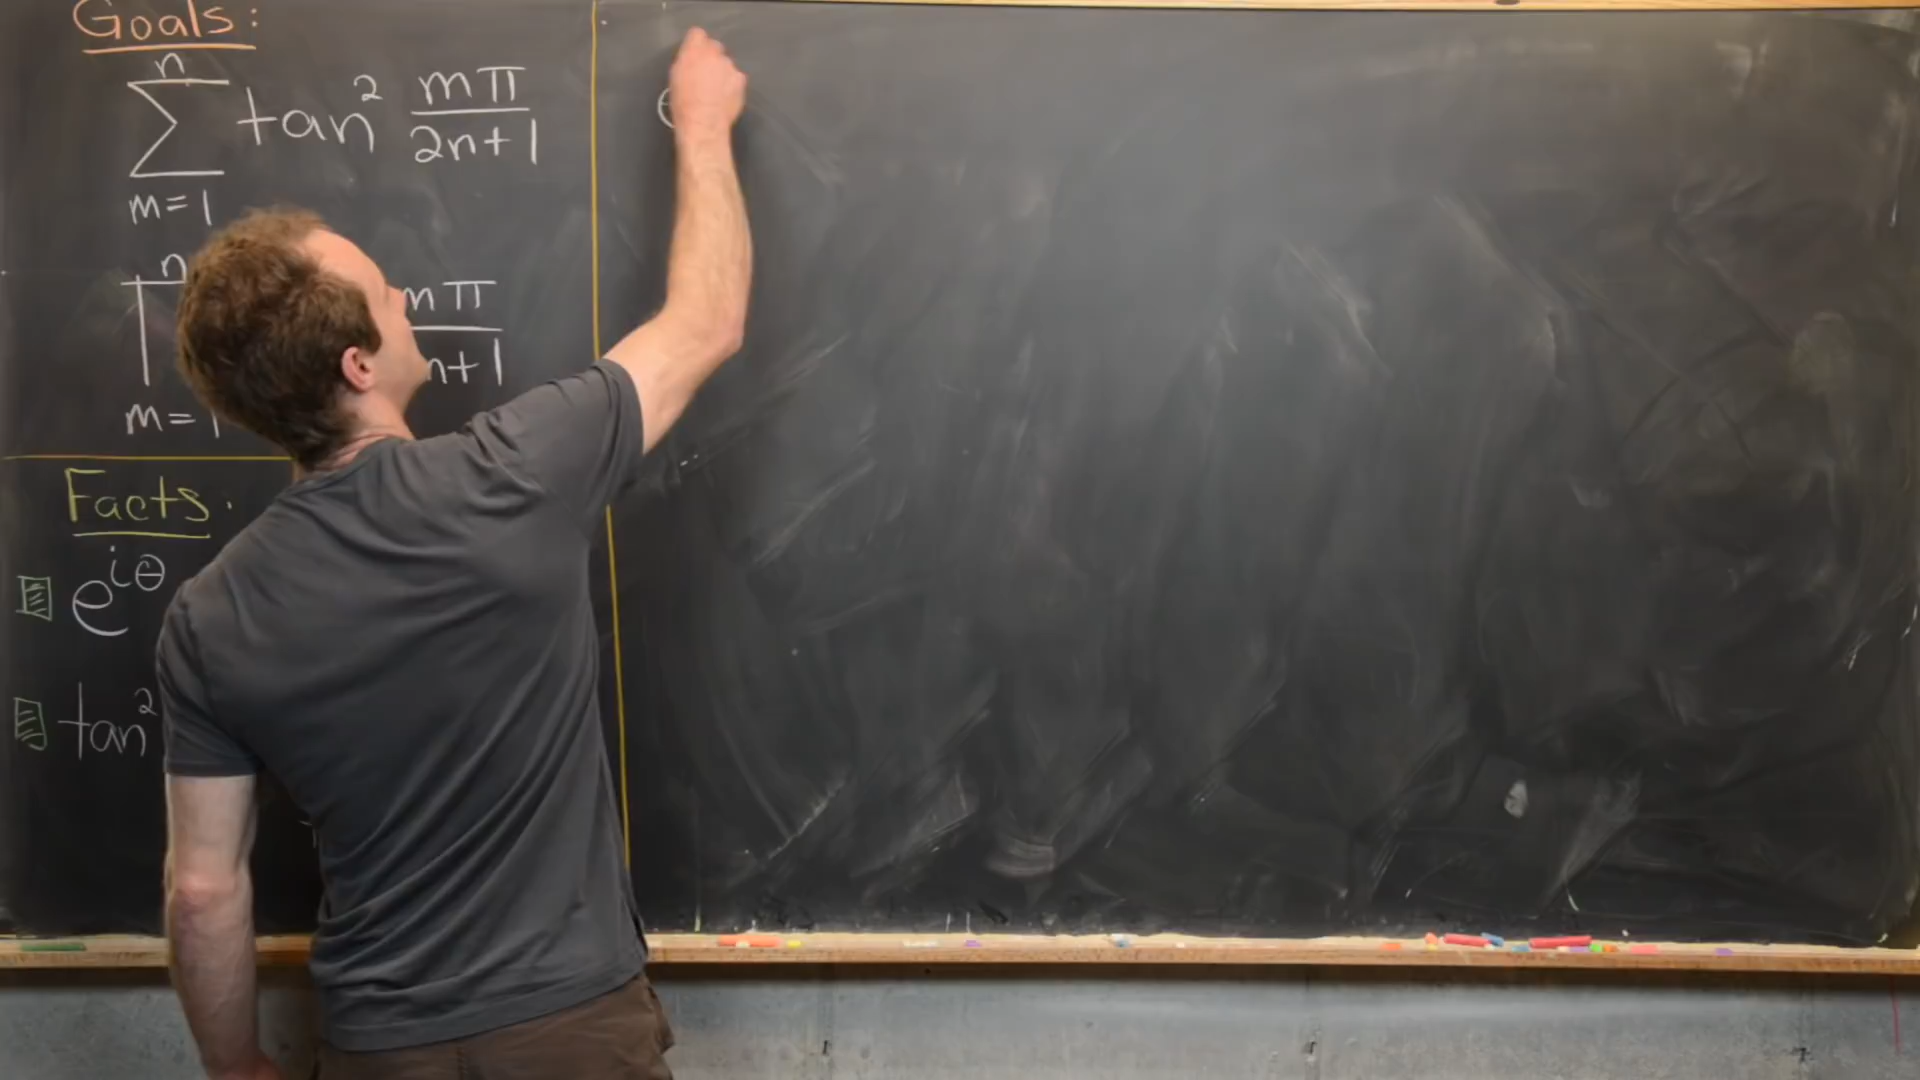 Goals:
n
∑ tan² mπ/2n+1
m=1
n
∏ mπ/n+1
m=1
Facts.
e^iθ
tan²
e